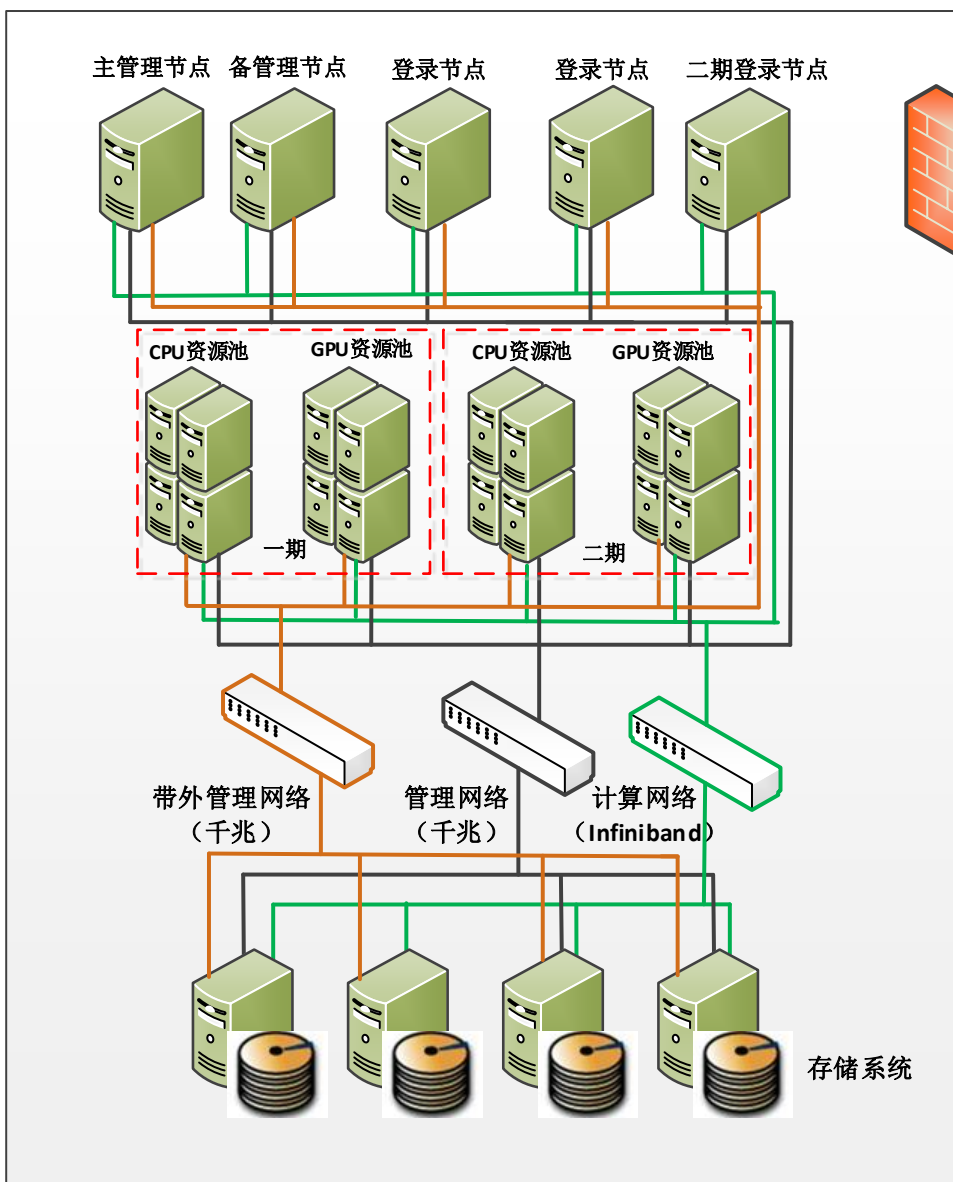 主管理节点
备管理节点
登录节点
登录节点
二期登录节点
CPU资源池
GPU资源池
CPU资源池
GPU资源池
一期
二期
带外管理网络
（千兆）
管理网络
（千兆）
计算网络
（Infiniband）
存储系统